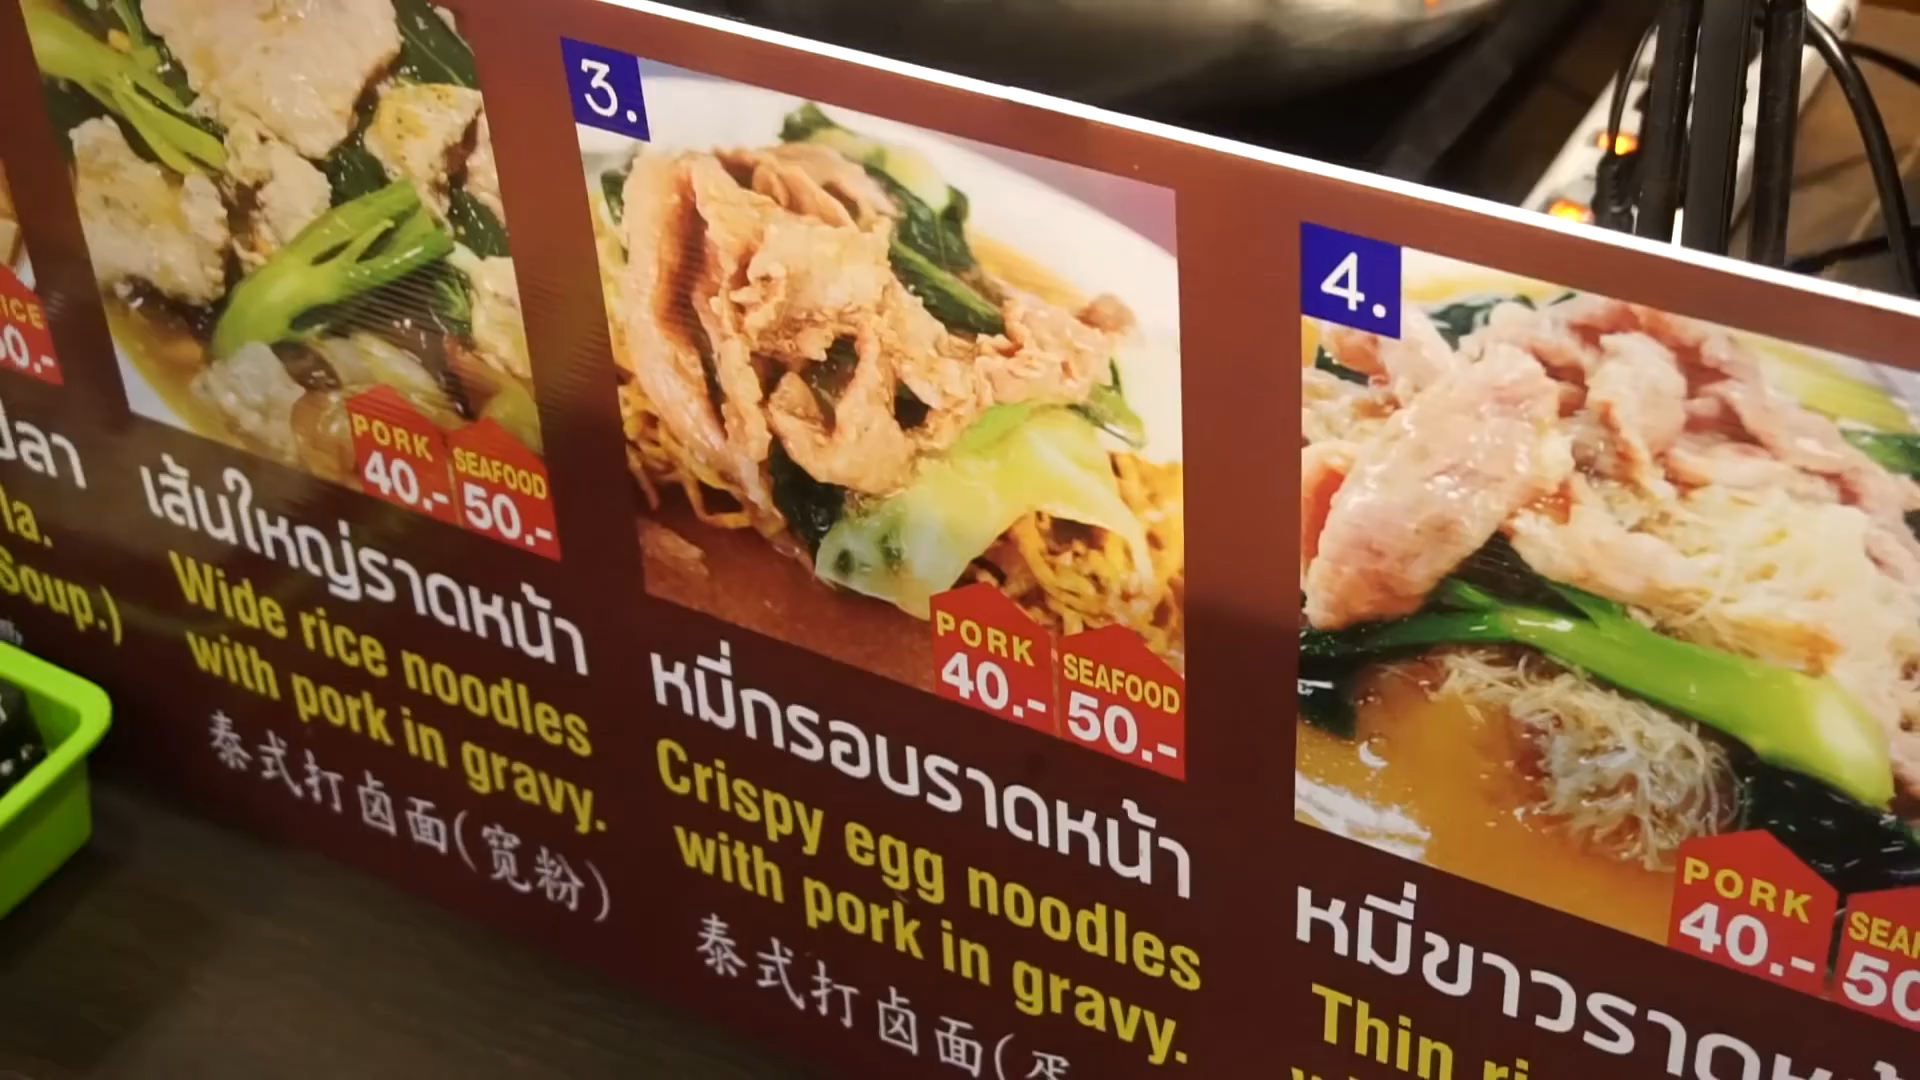 ICE
50.-
ปลา
la.
Soup.)
PORK
40.-
SEAFOOD
50.-
เส้นใหญ่ราดหน้า
Wide rice noodles
with pork in gravy.
泰式打卤面(宽粉)
3.
PORK
40.-
SEAFOOD
50.-
หมี่กรอบราดหน้า
Crispy egg noodles
with pork in gravy.
泰式打卤面(蛋
4.
PORK
40.-
SEAF
50
หมี่ขาวราดหน้
Thin ri